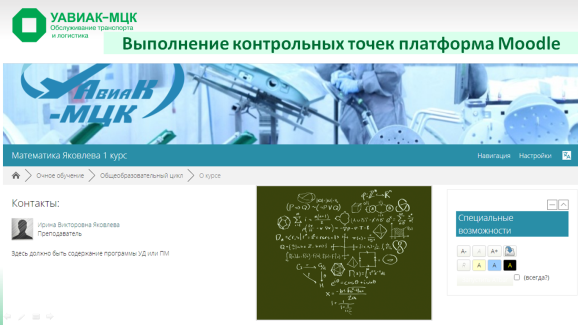 УАВИАК–МЦК
Обслуживание транспорта
и логистика
Выполнение контрольных точек платформа Moodle
АВИАК
-МЦК
Математика Яковлева 1 курс
Навигация Настройки
Очное обучение Общеобразовательный цикл О курсе
Контакты:
Ирина Викторовна Яковлева
Преподаватель
Здесь должно быть содержание программы УД или ПМ
Специальные
возможности
A- A A+
A A A
(всегда?)